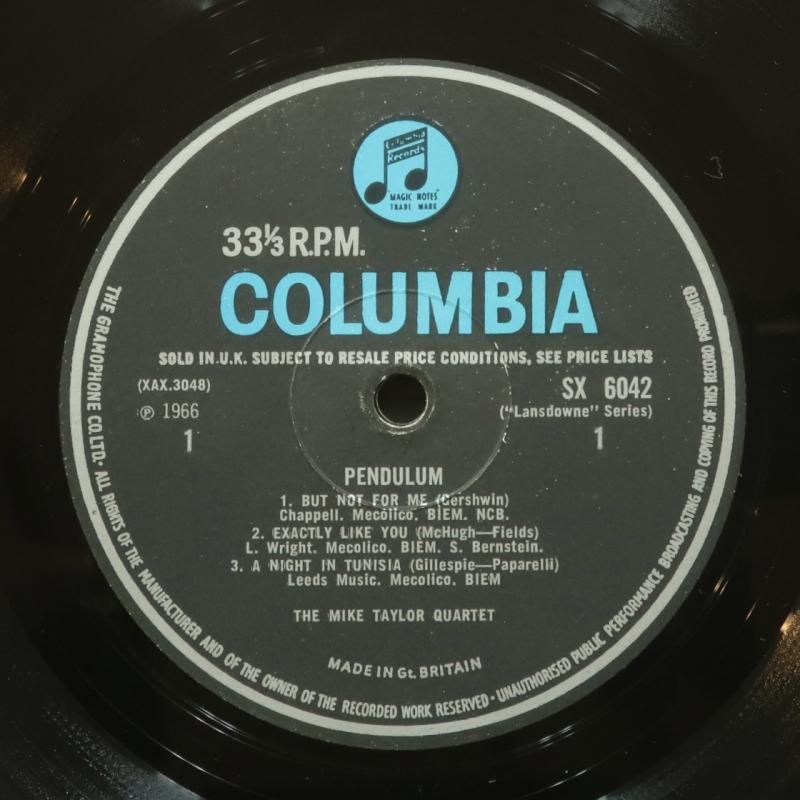 Columbia
Records
"MAGIC NOTES"
TRADE MARK
33⅓ R.P.M.
COLUMBIA
SOLD IN U.K. SUBJECT TO RESALE PRICE CONDITIONS, SEE PRICE LISTS
(XAX.3048)
SX 6042
℗ 1966
("Lansdowne" Series)
1
1
PENDULUM
1. BUT NOT FOR ME (Gershwin)
Chappell. Mecolico. BIEM. NCB.
2. EXACTLY LIKE YOU (McHugh—Fields)
L. Wright. Mecolico. BIEM. S. Bernstein.
3. A NIGHT IN TUNISIA (Gillespie—Paparelli)
Leeds Music. Mecolico. BIEM
THE MIKE TAYLOR QUARTET
MADE IN Gt. BRITAIN
THE GRAMOPHONE CO. LTD. · ALL RIGHTS OF THE MANUFACTURER AND OF THE OWNER OF THE RECORDED WORK RESERVED · UNAUTHORISED PUBLIC PERFORMANCE BROADCASTING AND COPYING OF THIS RECORD PROHIBITED
3